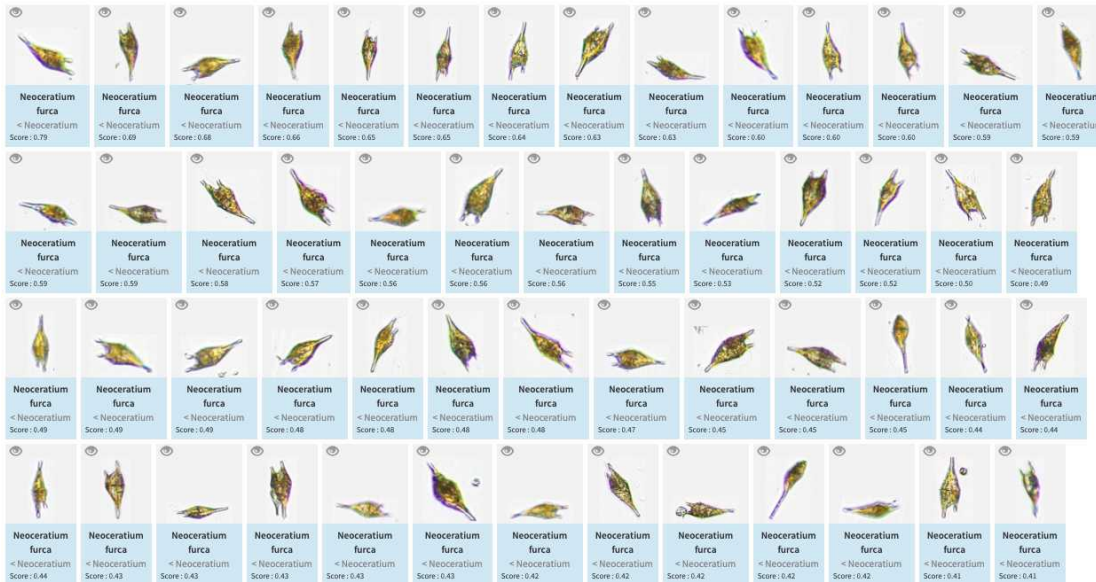 Neoceratium
furca
< Neoceratium
Score : 0.79
Neoceratium
furca
< Neoceratium
Score : 0.69
Neoceratium
furca
< Neoceratium
Score : 0.68
Neoceratium
furca
< Neoceratium
Score : 0.66
Neoceratium
furca
< Neoceratium
Score : 0.65
Neoceratium
furca
< Neoceratium
Score : 0.65
Neoceratium
furca
< Neoceratium
Score : 0.64
Neoceratium
furca
< Neoceratium
Score : 0.63
Neoceratium
furca
< Neoceratium
Score : 0.63
Neoceratium
furca
< Neoceratium
Score : 0.60
Neoceratium
furca
< Neoceratium
Score : 0.60
Neoceratium
furca
< Neoceratium
Score : 0.60
Neoceratium
furca
< Neoceratium
Score : 0.59
Neoceratium
furca
< Neoceratium
Score : 0.59
Neoceratium
furca
< Neoceratium
Score : 0.59
Neoceratium
furca
< Neoceratium
Score : 0.59
Neoceratium
furca
< Neoceratium
Score : 0.58
Neoceratium
furca
< Neoceratium
Score : 0.57
Neoceratium
furca
< Neoceratium
Score : 0.56
Neoceratium
furca
< Neoceratium
Score : 0.56
Neoceratium
furca
< Neoceratium
Score : 0.56
Neoceratium
furca
< Neoceratium
Score : 0.55
Neoceratium
furca
< Neoceratium
Score : 0.53
Neoceratium
furca
< Neoceratium
Score : 0.52
Neoceratium
furca
< Neoceratium
Score : 0.52
Neoceratium
furca
< Neoceratium
Score : 0.50
Neoceratium
furca
< Neoceratium
Score : 0.49
Neoceratium
furca
< Neoceratium
Score : 0.49
Neoceratium
furca
< Neoceratium
Score : 0.49
Neoceratium
furca
< Neoceratium
Score : 0.49
Neoceratium
furca
< Neoceratium
Score : 0.48
Neoceratium
furca
< Neoceratium
Score : 0.48
Neoceratium
furca
< Neoceratium
Score : 0.48
Neoceratium
furca
< Neoceratium
Score : 0.48
Neoceratium
furca
< Neoceratium
Score : 0.47
Neoceratium
furca
< Neoceratium
Score : 0.45
Neoceratium
furca
< Neoceratium
Score : 0.45
Neoceratium
furca
< Neoceratium
Score : 0.45
Neoceratium
furca
< Neoceratium
Score : 0.44
Neoceratium
furca
< Neoceratium
Score : 0.44
Neoceratium
furca
< Neoceratium
Score : 0.44
Neoceratium
furca
< Neoceratium
Score : 0.43
Neoceratium
furca
< Neoceratium
Score : 0.43
Neoceratium
furca
< Neoceratium
Score : 0.43
Neoceratium
furca
< Neoceratium
Score : 0.43
Neoceratium
furca
< Neoceratium
Score : 0.43
Neoceratium
furca
< Neoceratium
Score : 0.42
Neoceratium
furca
< Neoceratium
Score : 0.42
Neoceratium
furca
< Neoceratium
Score : 0.42
Neoceratium
furca
< Neoceratium
Score : 0.42
Neoceratium
furca
< Neoceratium
Score : 0.42
Neoceratium
furca
< Neoceratium
Score : 0.41
Neoceratium
furca
< Neoceratium
Score : 0.41